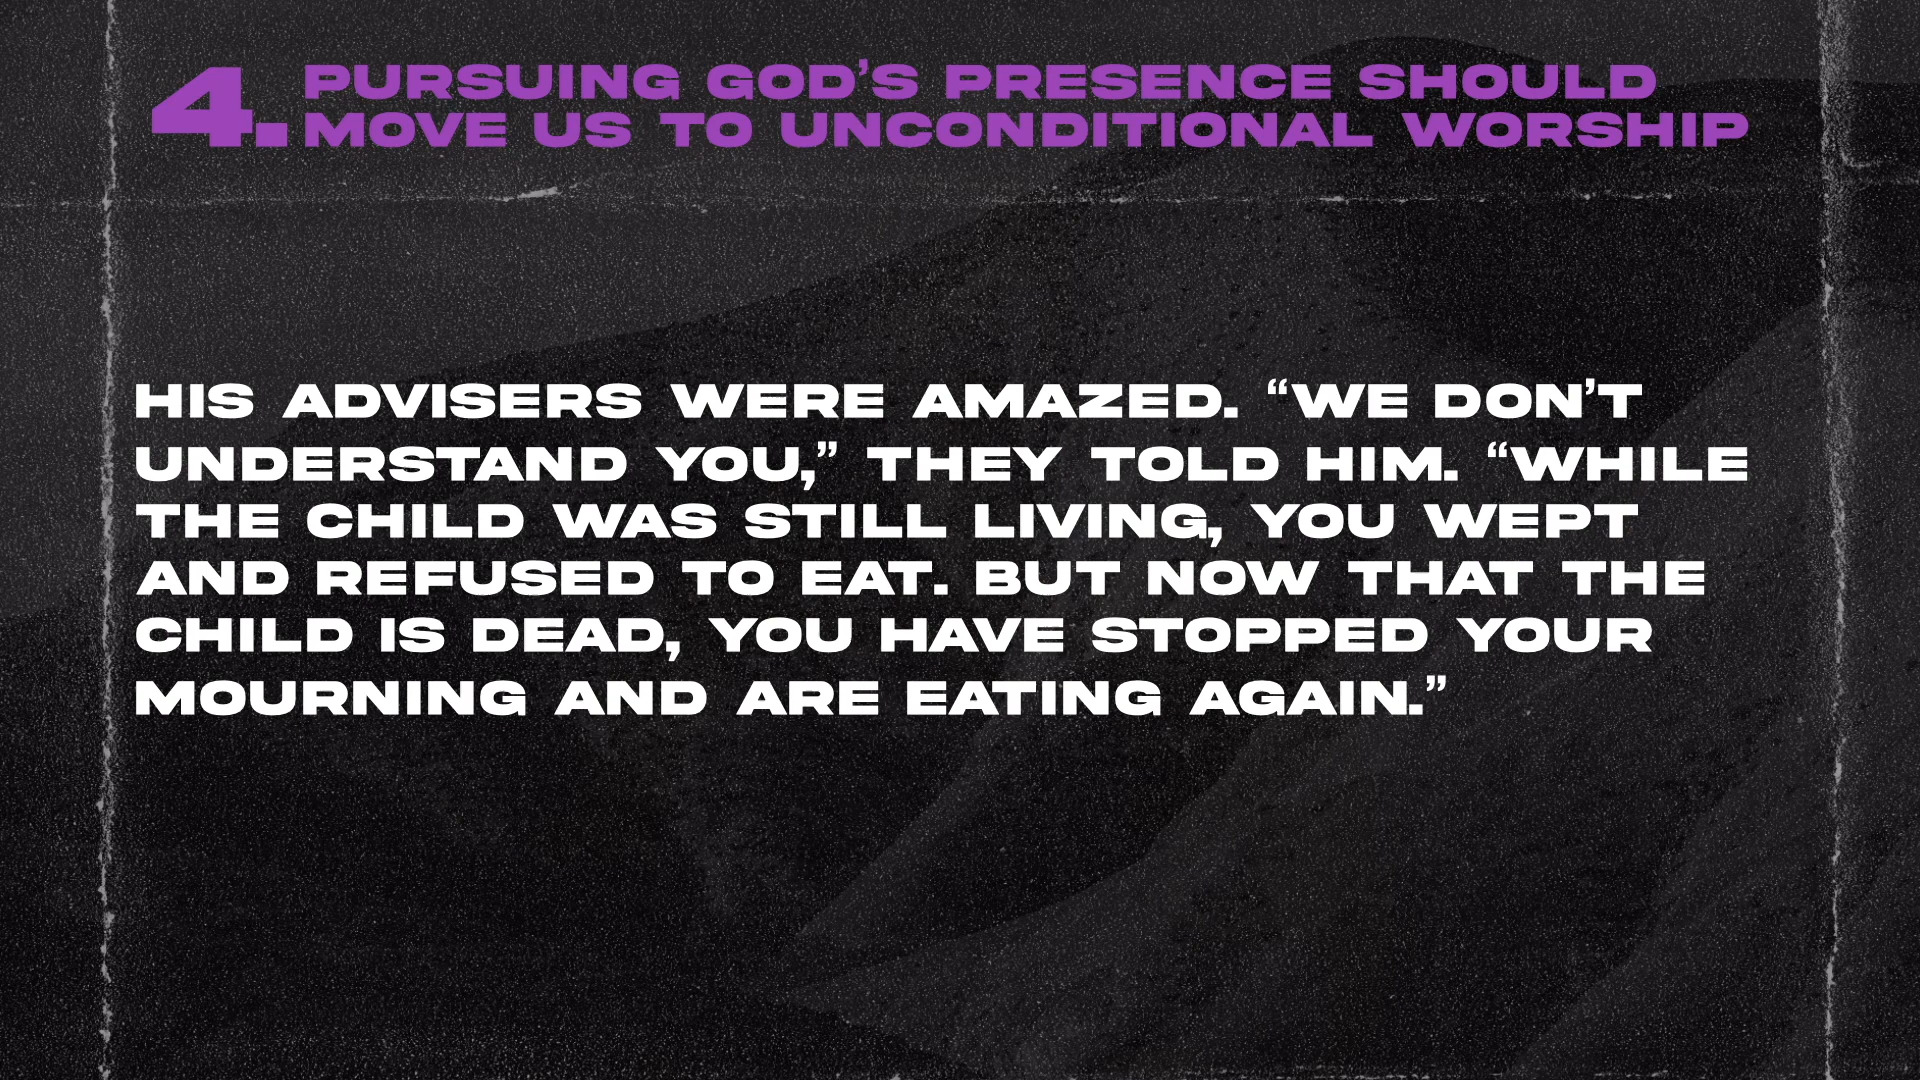 4. PURSUING GOD’S PRESENCE SHOULD
MOVE US TO UNCONDITIONAL WORSHIP
HIS ADVISERS WERE AMAZED. “WE DON’T
UNDERSTAND YOU,” THEY TOLD HIM. “WHILE
THE CHILD WAS STILL LIVING, YOU WEPT
AND REFUSED TO EAT. BUT NOW THAT THE
CHILD IS DEAD, YOU HAVE STOPPED YOUR
MOURNING AND ARE EATING AGAIN.”